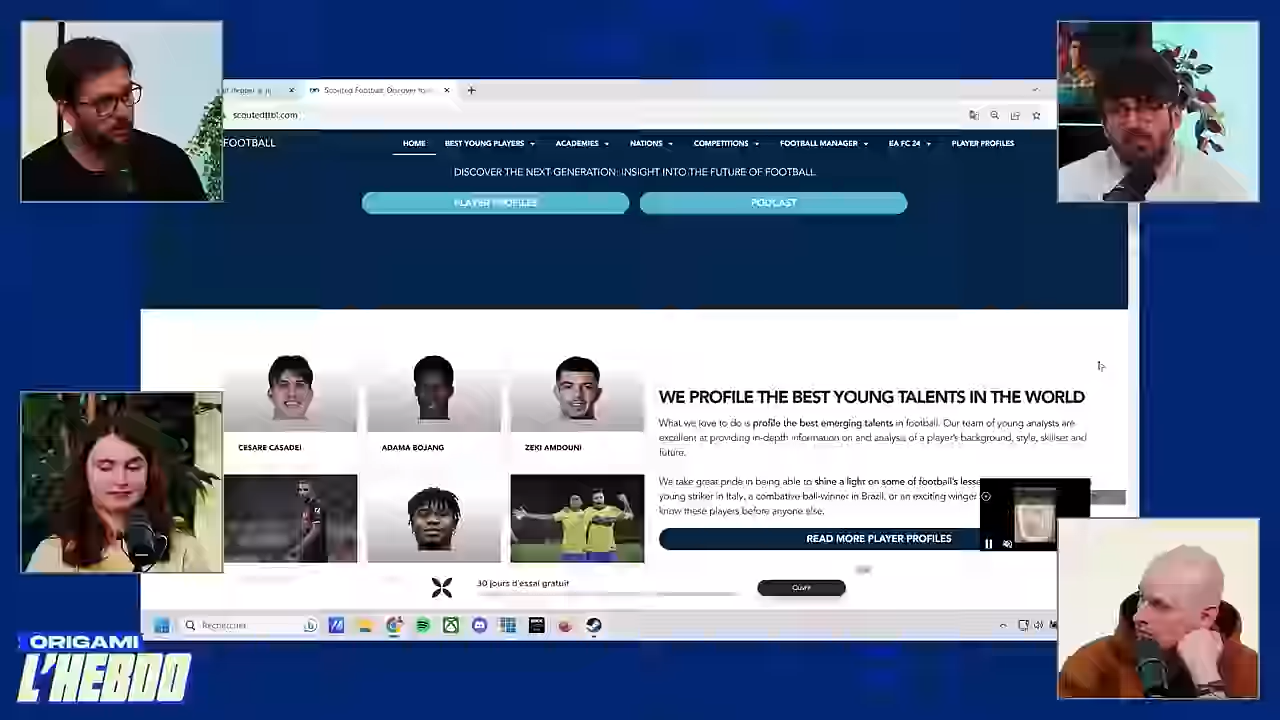 Scouted Football: Discover
scoutedftbl.com
FOOTBALL
HOME
BEST YOUNG PLAYERS
ACADEMIES
NATIONS
COMPETITIONS
FOOTBALL MANAGER
EA FC 24
PLAYER PROFILES
DISCOVER THE NEXT GENERATION: INSIGHT INTO THE FUTURE OF FOOTBALL
PLAYER PROFILES
PODCAST
CESARE CASADEI
ADAMA BOJANG
ZEKI AMDOUNI
WE PROFILE THE BEST YOUNG TALENTS IN THE WORLD
What we love to do is profile the best emerging talents in football. Our team of young analysts are
excellent at providing in-depth information on and analysis of a player's background, style, skillset and
future.
We take great pride in being able to shine a light on some of football's
young striker in Italy, a combative ball-winner in Brazil, or an exciting winger
know these players before anyone else.
READ MORE PLAYER PROFILES
30 jours d'essai gratuit
Ouvrir
Rechercher
ORIGAMI
L'HEBDO